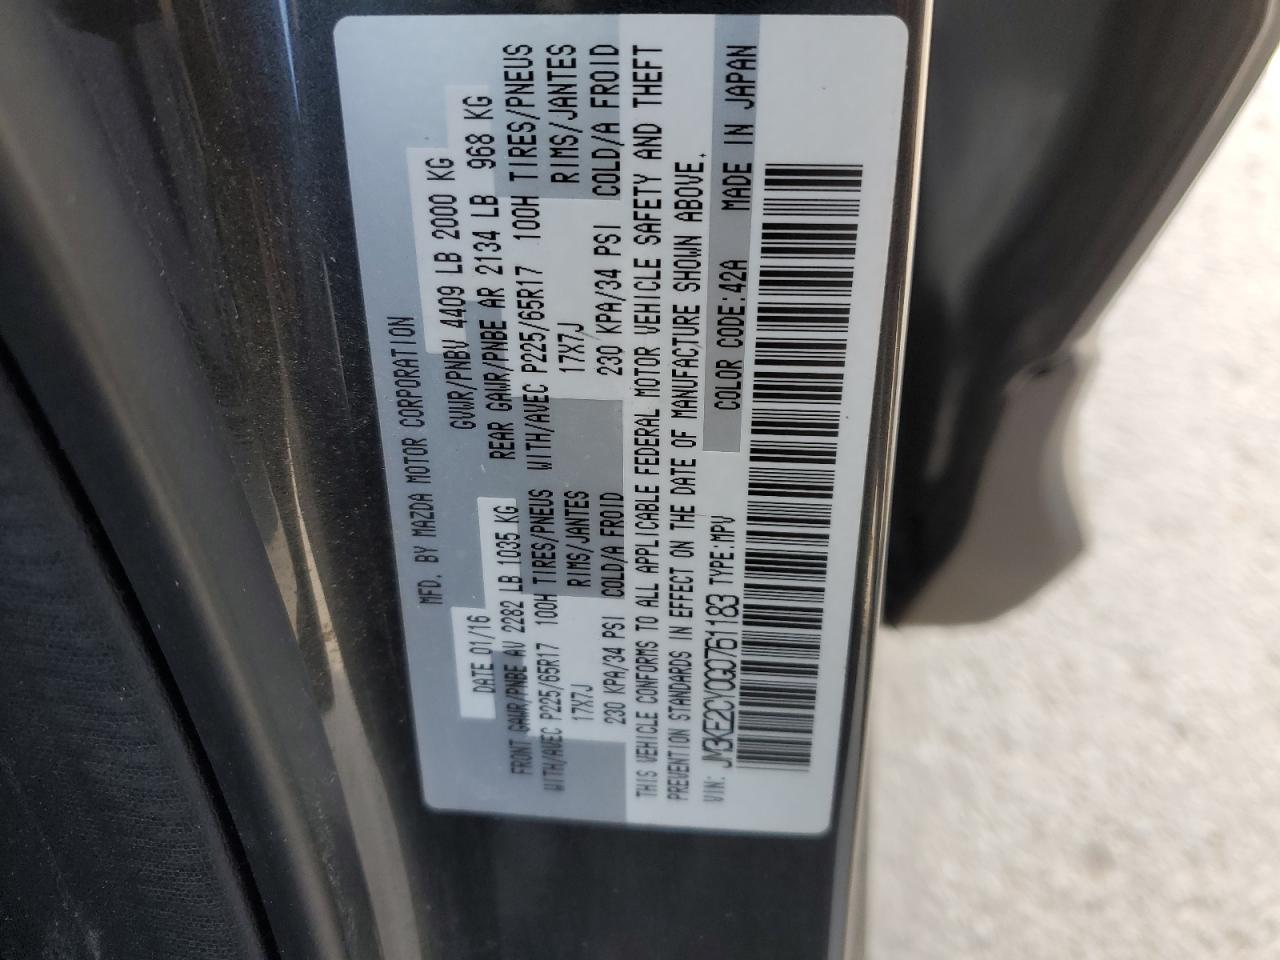 MFD. BY MAZDA MOTOR CORPORATION
DATE 01/16 GVWR/PNBV 4409 LB 2000 KG
FRONT GAWR/PNBE AV 2282 LB 1035 KG REAR GAWR/PNBE AR 2134 LB 968 KG
WITH/AVEC P225/65R17 100H TIRES/PNEUS WITH/AVEC P225/65R17 100H TIRES/PNEUS
17X7J RIMS/JANTES 17X7J RIMS/JANTES
230 KPA/34 PSI COLD/A FROID 230 KPA/34 PSI COLD/A FROID
THIS VEHICLE CONFORMS TO ALL APPLICABLE FEDERAL MOTOR VEHICLE SAFETY AND THEFT
PREVENTION STANDARDS IN EFFECT ON THE DATE OF MANUFACTURE SHOWN ABOVE.
VIN: JM3KE2CY0G0761183 TYPE:MPV COLOR CODE:42A MADE IN JAPAN